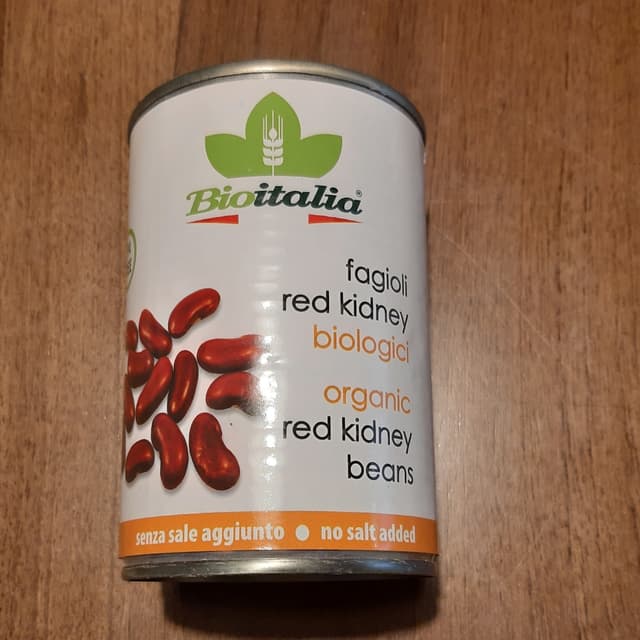 Bioitalia®
fagioli
red kidney
biologici
organic
red kidney
beans
senza sale aggiunto ● no salt added